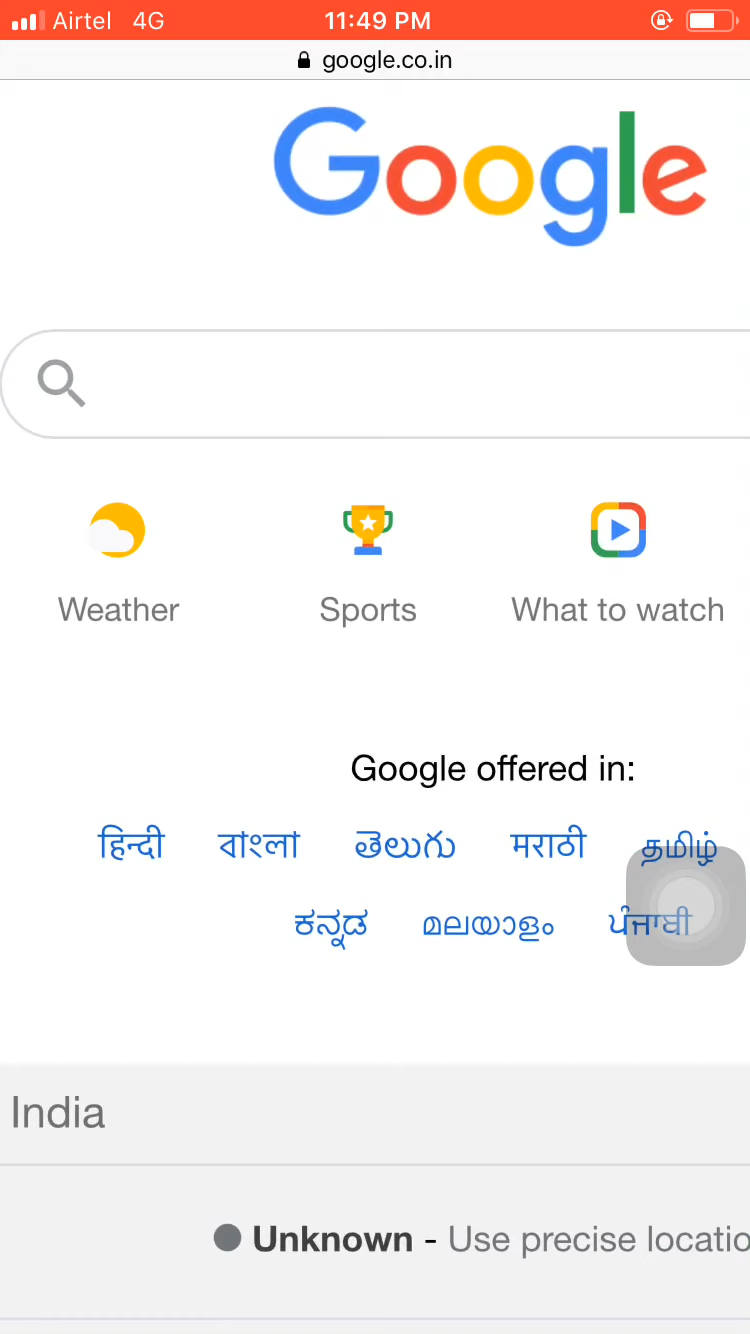 Airtel 4G 11:49 PM
google.co.in
Google
Weather Sports What to watch
Google offered in:
हिन्दी বাংলা తెలుగు मराठी தமிழ்
ಕನ್ನಡ മലയാളം ਪੰਜਾਬੀ
India
Unknown - Use precise locatio